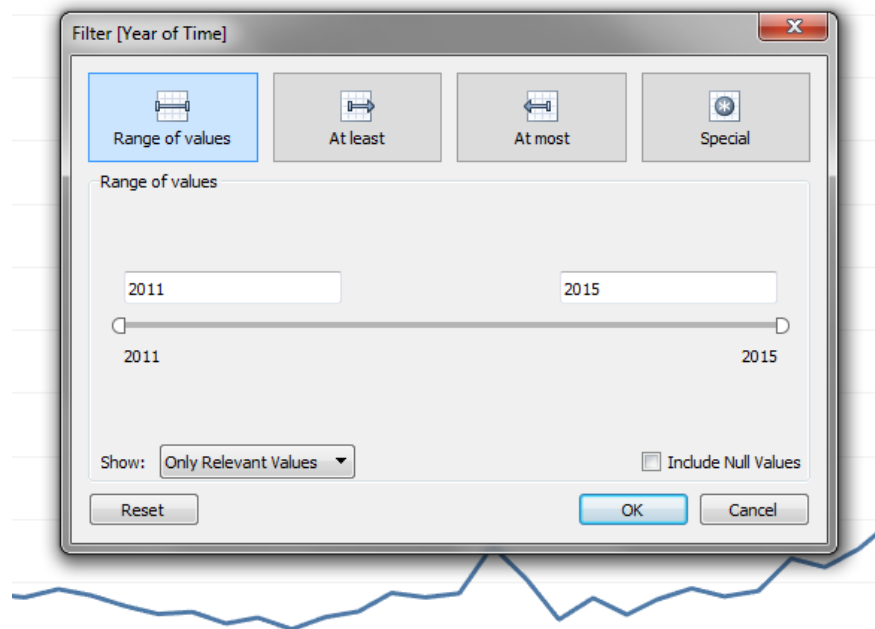 Filter [Year of Time]
Range of values
At least
At most
Special
Range of values
2011
2015
2011
2015
Show:
Only Relevant Values
Include Null Values
Reset
OK
Cancel